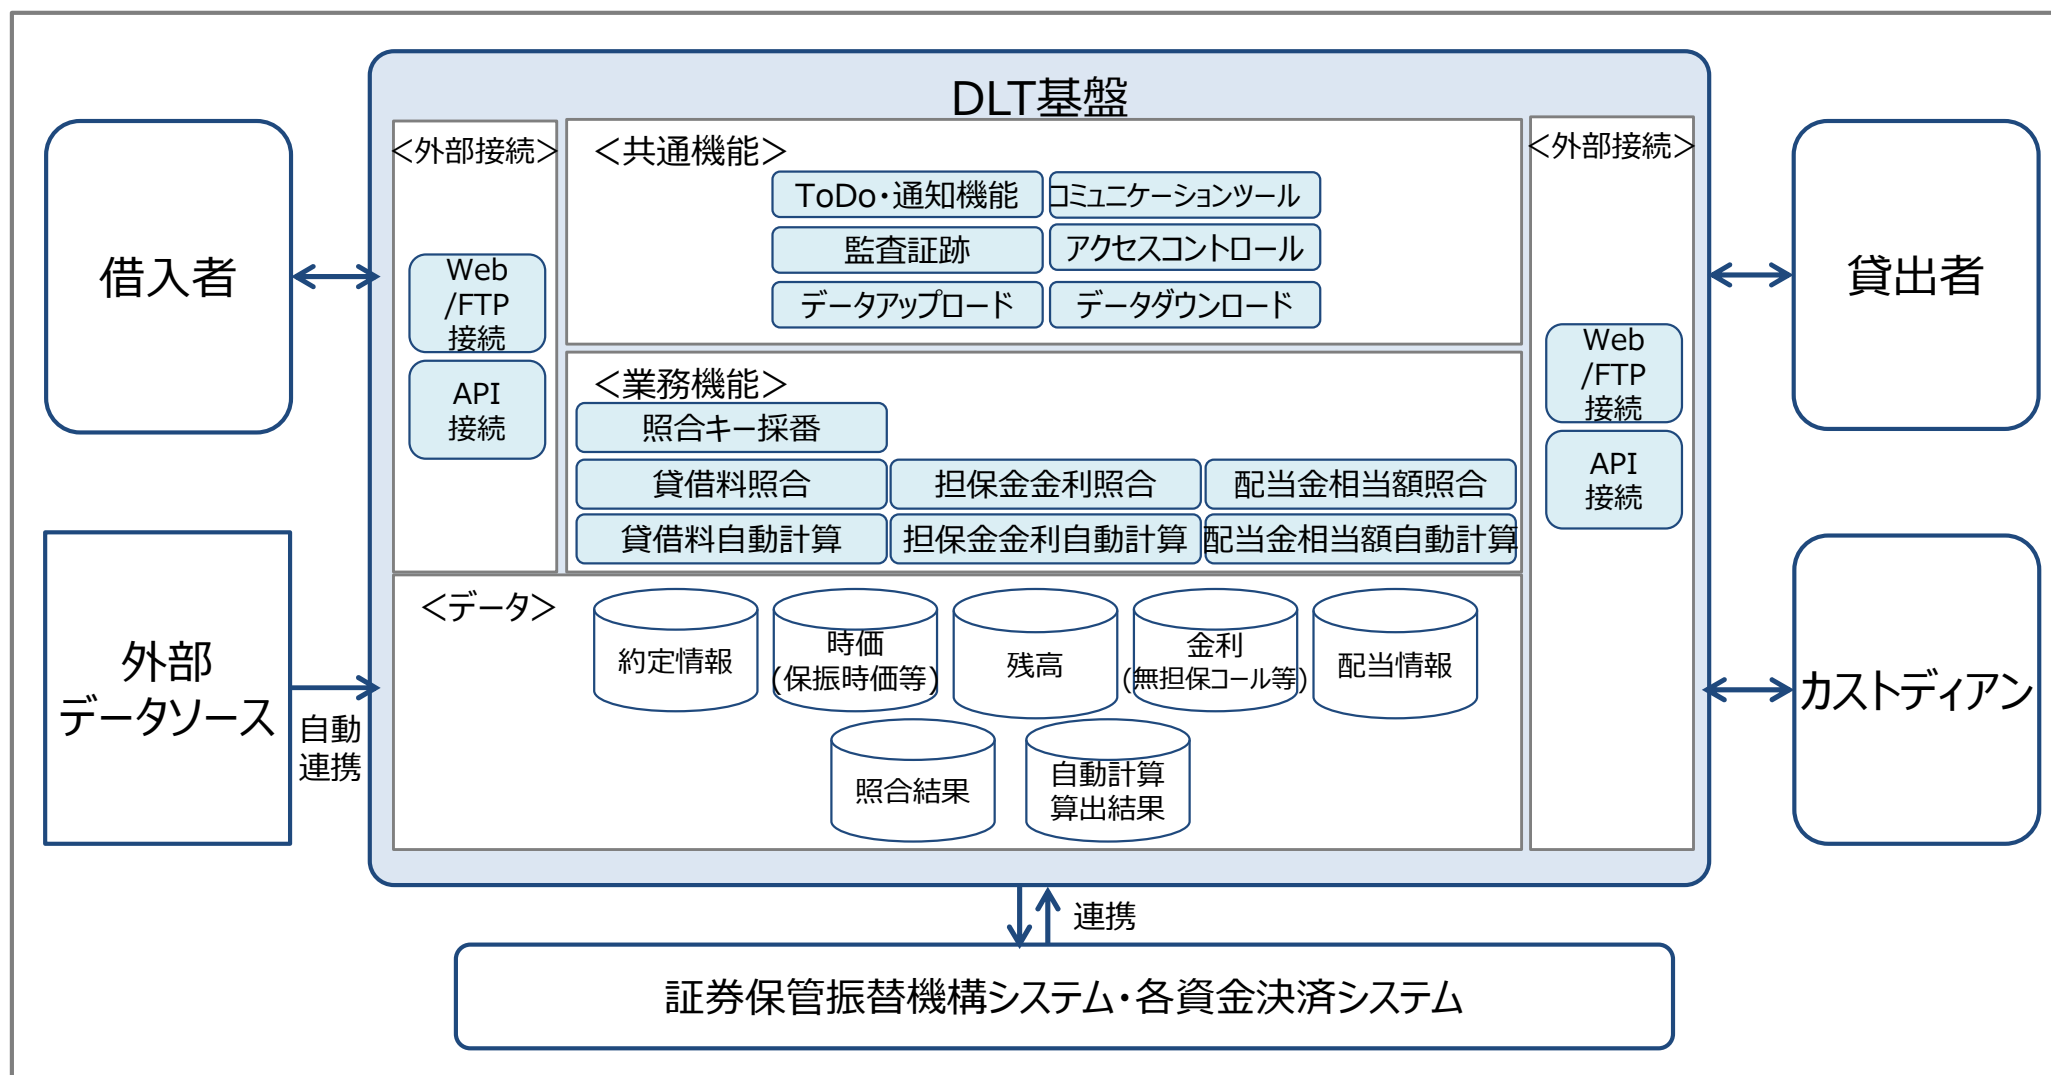 DLT基盤
借入者
<外部接続>
Web
/FTP
接続
API
接続
<共通機能>
ToDo・通知機能
コミュニケーションツール
監査証跡
アクセスコントロール
データアップロード
データダウンロード
<業務機能>
照合キー採番
貸借料照合
担保金金利照合
配当金相当額照合
貸借料自動計算
担保金金利自動計算
配当金相当額自動計算
<外部接続>
Web
/FTP
接続
API
接続
貸出者
外部
データソース
自動
連携
<データ>
約定情報
時価
(保振時価等)
残高
金利
(無担保コール等)
配当情報
照合結果
自動計算
算出結果
カストディアン
連携
証券保管振替機構システム・各資金決済システム